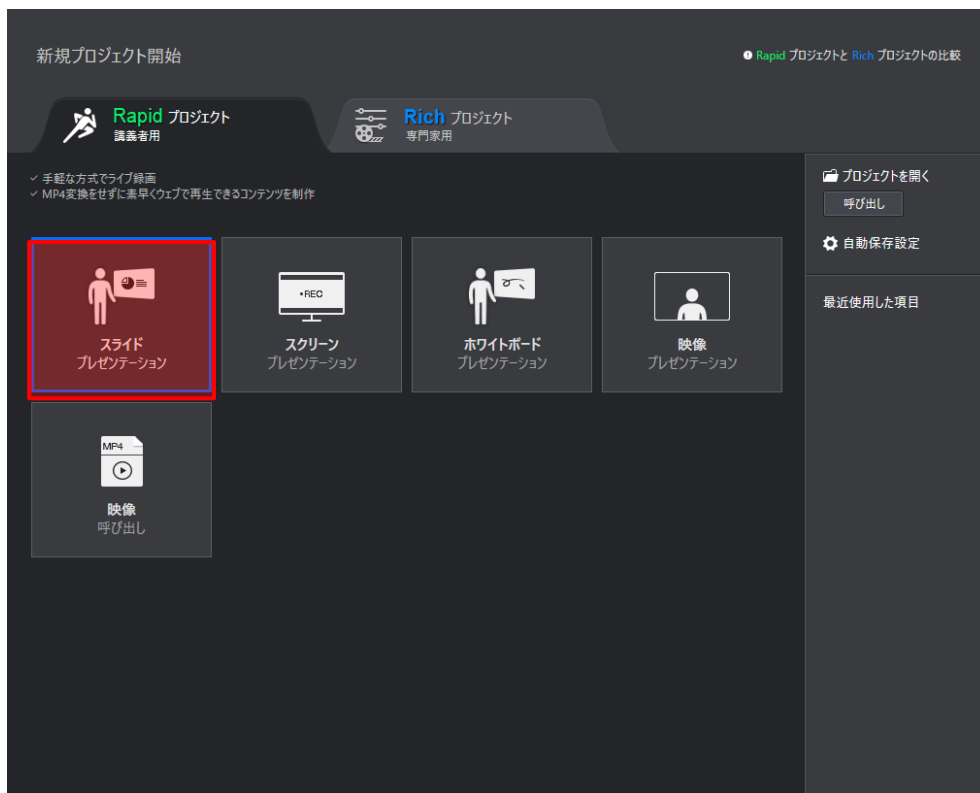 新規プロジェクト開始
Rapid プロジェクトと Rich プロジェクトの比較
Rapid プロジェクト
講義者用
Rich プロジェクト
専門家用
手軽な方式でライブ録画
MP4変換をせずに素早くウェブで再生できるコンテンツを制作
プロジェクトを開く
呼び出し
自動保存設定
最近使用した項目
スライド
プレゼンテーション
•REC
スクリーン
プレゼンテーション
ホワイトボード
プレゼンテーション
映像
プレゼンテーション
MP4
映像
呼び出し